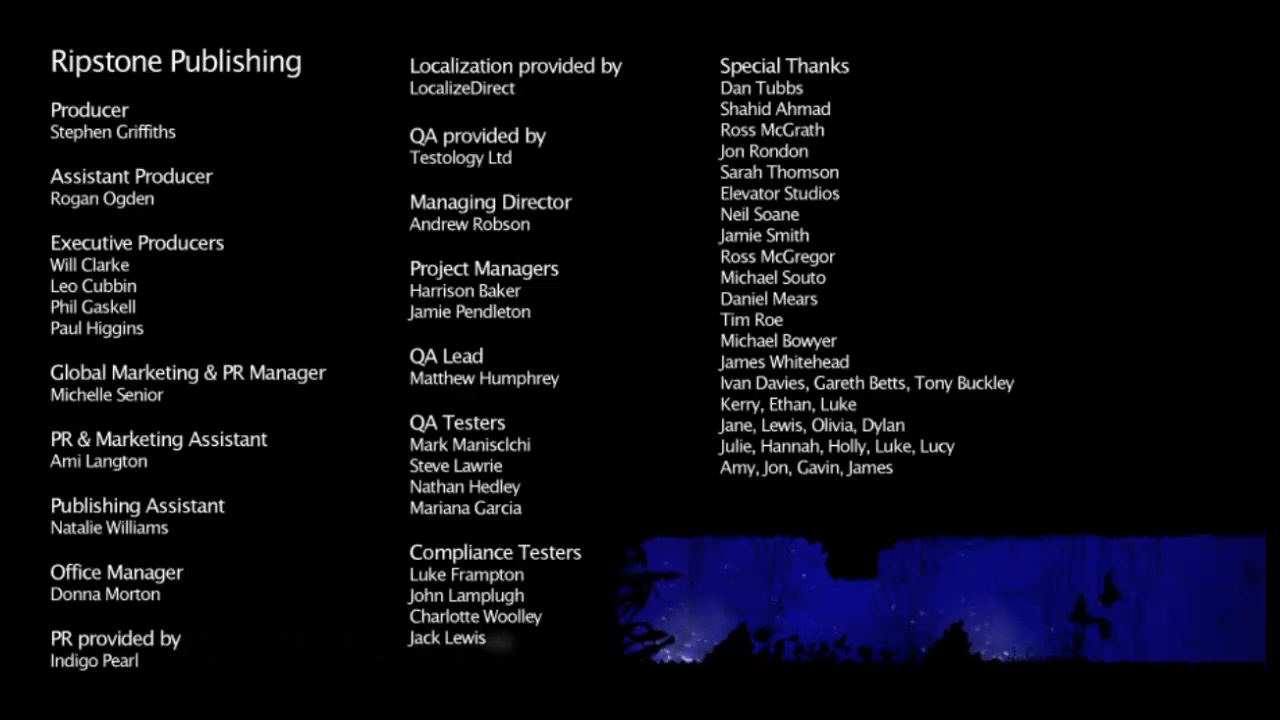 Ripstone Publishing
Producer
Stephen Griffiths
Assistant Producer
Rogan Ogden
Executive Producers
Will Clarke
Leo Cubbin
Phil Gaskell
Paul Higgins
Global Marketing & PR Manager
Michelle Senior
PR & Marketing Assistant
Ami Langton
Publishing Assistant
Natalie Williams
Office Manager
Donna Morton
PR provided by
Indigo Pearl
Localization provided by
LocalizeDirect
QA provided by
Testology Ltd
Managing Director
Andrew Robson
Project Managers
Harrison Baker
Jamie Pendleton
QA Lead
Matthew Humphrey
QA Testers
Mark Manisclchi
Steve Lawrie
Nathan Hedley
Mariana Garcia
Compliance Testers
Luke Frampton
John Lamplugh
Charlotte Woolley
Jack Lewis
Special Thanks
Dan Tubbs
Shahid Ahmad
Ross McGrath
Jon Rondon
Sarah Thomson
Elevator Studios
Neil Soane
Jamie Smith
Ross McGregor
Michael Souto
Daniel Mears
Tim Roe
Michael Bowyer
James Whitehead
Ivan Davies, Gareth Betts, Tony Buckley
Kerry, Ethan, Luke
Jane, Lewis, Olivia, Dylan
Julie, Hannah, Holly, Luke, Lucy
Amy, Jon, Gavin, James